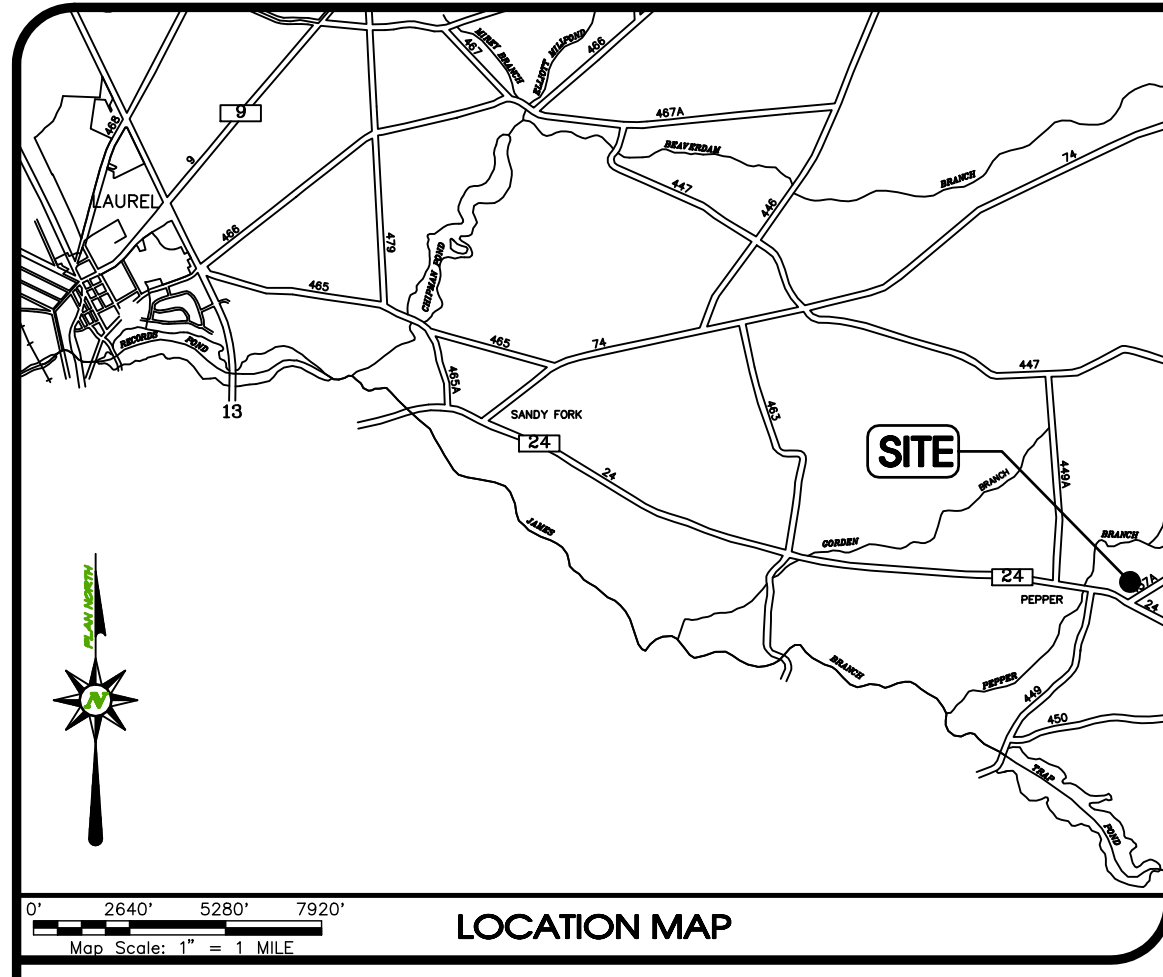 MIREY BRANCH
ELLIOTT MILLPOND
467
466
9
467A
468
BEAVERDAM
9
BRANCH
74
447
LAUREL
446
466
479
CHIPMAN POND
465
RECORDS POND
465
74
447
465A
463
13
SANDY FORK
24
SITE
24
449A
BRANCH
JAMES
GORDEN
BRANCH
24
PEPPER
24
PLAN NORTH
N
BRANCH
PEPPER
449
450
TRAP
POND
0' 2640' 5280' 7920'
Map Scale: 1" = 1 MILE
LOCATION MAP